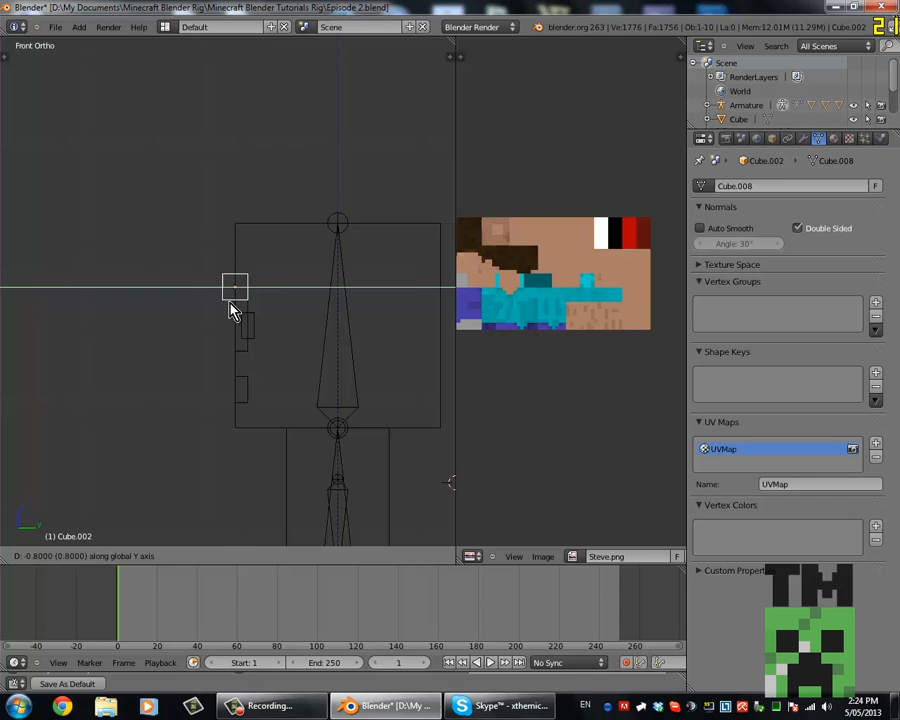 Blender* [D:\My Documents\Minecraft Blender Rig\Minecraft Blender Tutorials Rig\Episode 2.blend]
File Add Render Help Default Scene Blender Render blender.org 263 | Ve:1776 | Fa:1756 | Ob:1-10 | La:0 | Mem:12.01M (11.29M) | Cube.002
Front Ortho
View Search All Scenes
Scene
RenderLayers
World
Armature
Cube
Cube.002 Cube.008
Cube.008 F
Normals
Auto Smooth Double Sided
Angle: 30°
Texture Space
Vertex Groups
Shape Keys
UV Maps
UVMap
Name: UVMap
Vertex Colors
Custom Properties
(1) Cube.002
D: -0.8000 (0.8000) along global Y axis
View Image Steve.png F
TM
-40 -20 0 20 40 60 80 100 120 140 160 180 200 220 240 260
View Marker Frame Playback Start: 1 End: 250 1 No Sync
Save As Default
Recording... Blender* [D:\My ... Skype™ - xthemic... EN 2:24 PM
5/05/2013